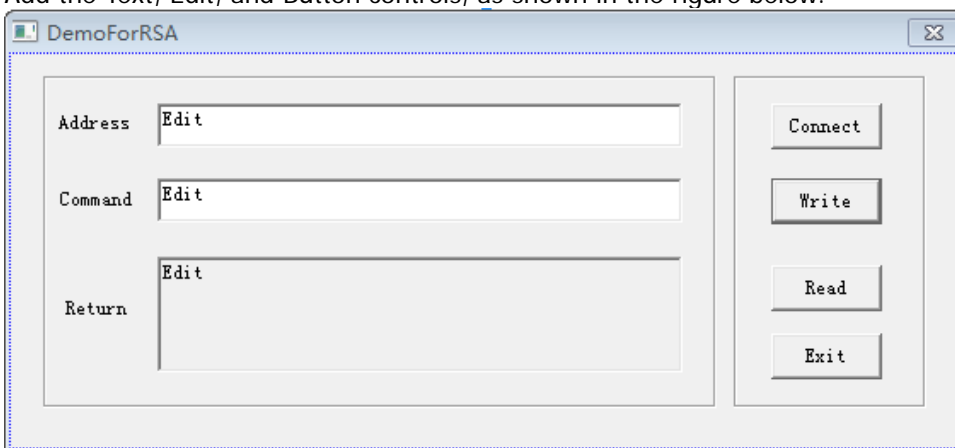 Add the Text, Edit, and Button controls, as shown in the figure below.
DemoForRSA
Address Edit Connect
Command Edit Write
Edit
Return Read
Exit